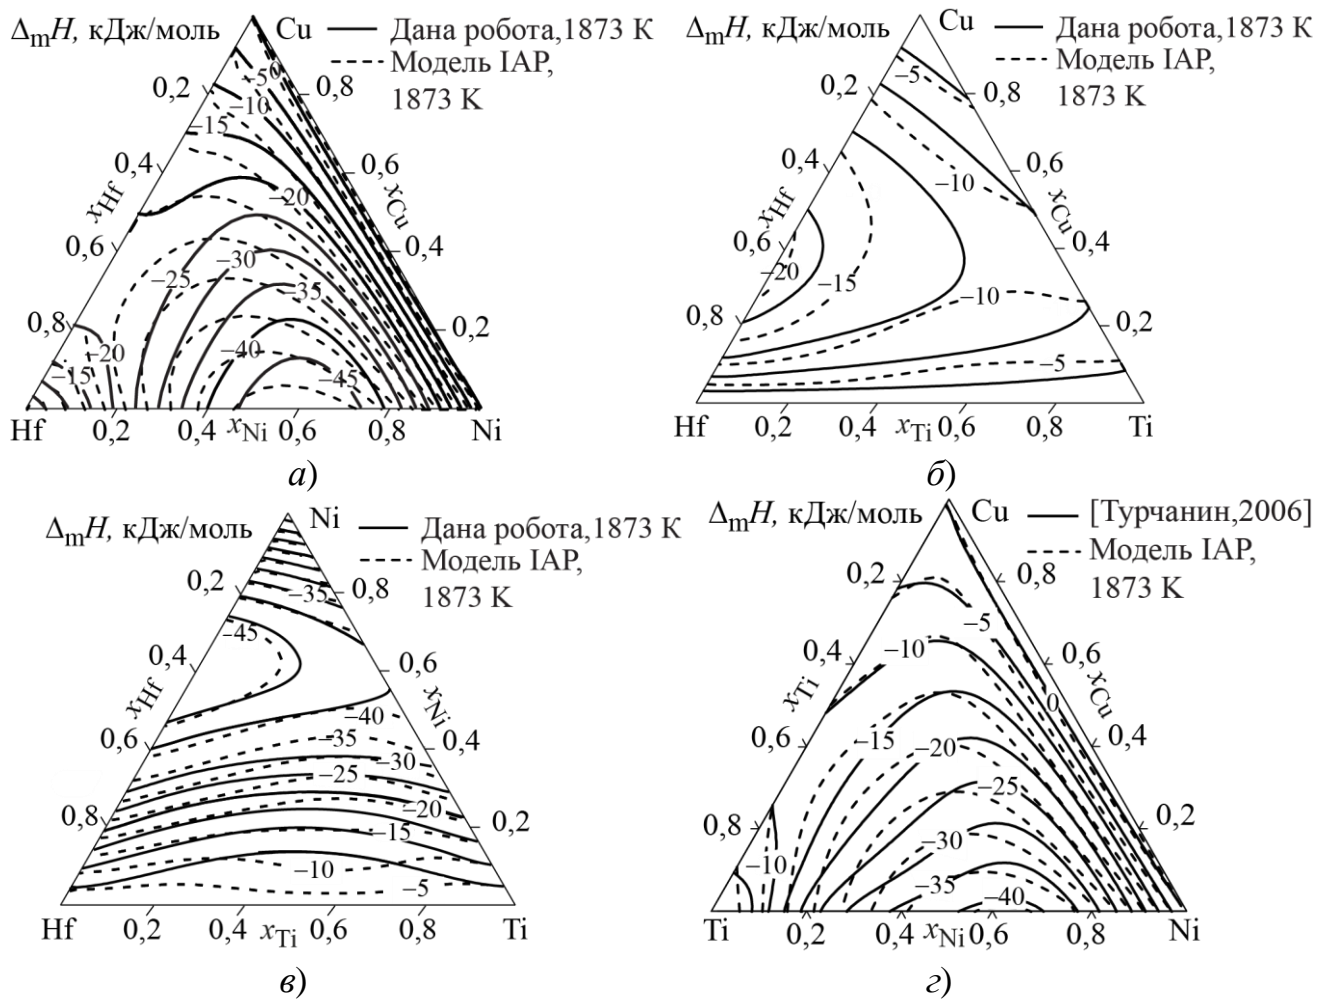 ΔmH, кДж/моль
Cu
Дана робота,1873 К
Модель IAP,
1873 K
0,2
0,8
0,4
0,6
xHf
xCu
0,6
0,4
0,8
0,2
–50
–10
–15
–20
–30
–25
–35
–20
–40
–15
–45
Hf
0,2
0,4
xNi
0,6
0,8
Ni
а)
ΔmH, кДж/моль
Cu
Дана робота,1873 К
Модель IAP,
1873 K
0,2
–5
0,8
0,4
0,6
–10
xHf
xCu
0,6
0,4
–20
–15
–10
0,8
0,2
–5
Hf
0,2
0,4
xTi
0,6
0,8
Ti
б)
ΔmH, кДж/моль
Ni
Дана робота,1873 К
Модель IAP,
1873 K
0,2
–35
0,8
–45
0,4
0,6
xHf
xNi
–40
0,6
–35
0,4
–30
–25
–20
0,8
–15
0,2
–10
–5
Hf
0,2
0,4
xTi
0,6
0,8
Ti
в)
ΔmH, кДж/моль
Cu
[Турчанин,2006]
Модель IAP,
1873 K
0,2
0,8
–5
0,4
–10
0,6
xTi
xCu
0
0,6
–15
–20
0,4
–25
0,8
–30
0,2
–10
–35
–40
Ti
0,2
0,4
xNi
0,6
0,8
Ni
г)